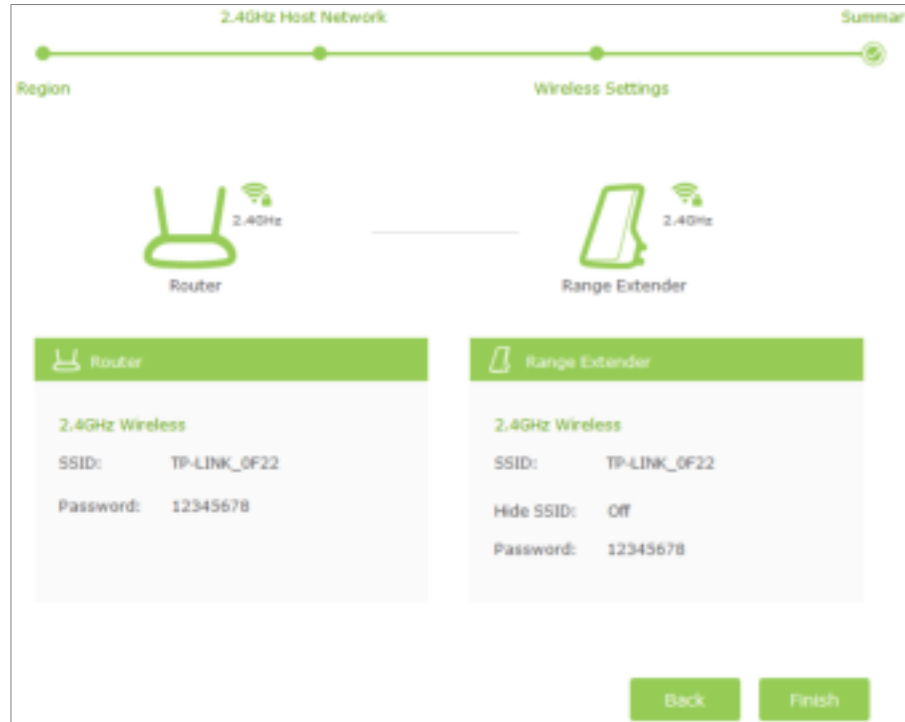 2.4GHz Host Network Summar
Region Wireless Settings
2.4GHz 2.4GHz
Router Range Extender
Router Range Extender
2.4GHz Wireless 2.4GHz Wireless
SSID: TP-LINK_0F22 SSID: TP-LINK_0F22
Password: 12345678 Hide SSID: Off
Password: 12345678
Back Finish